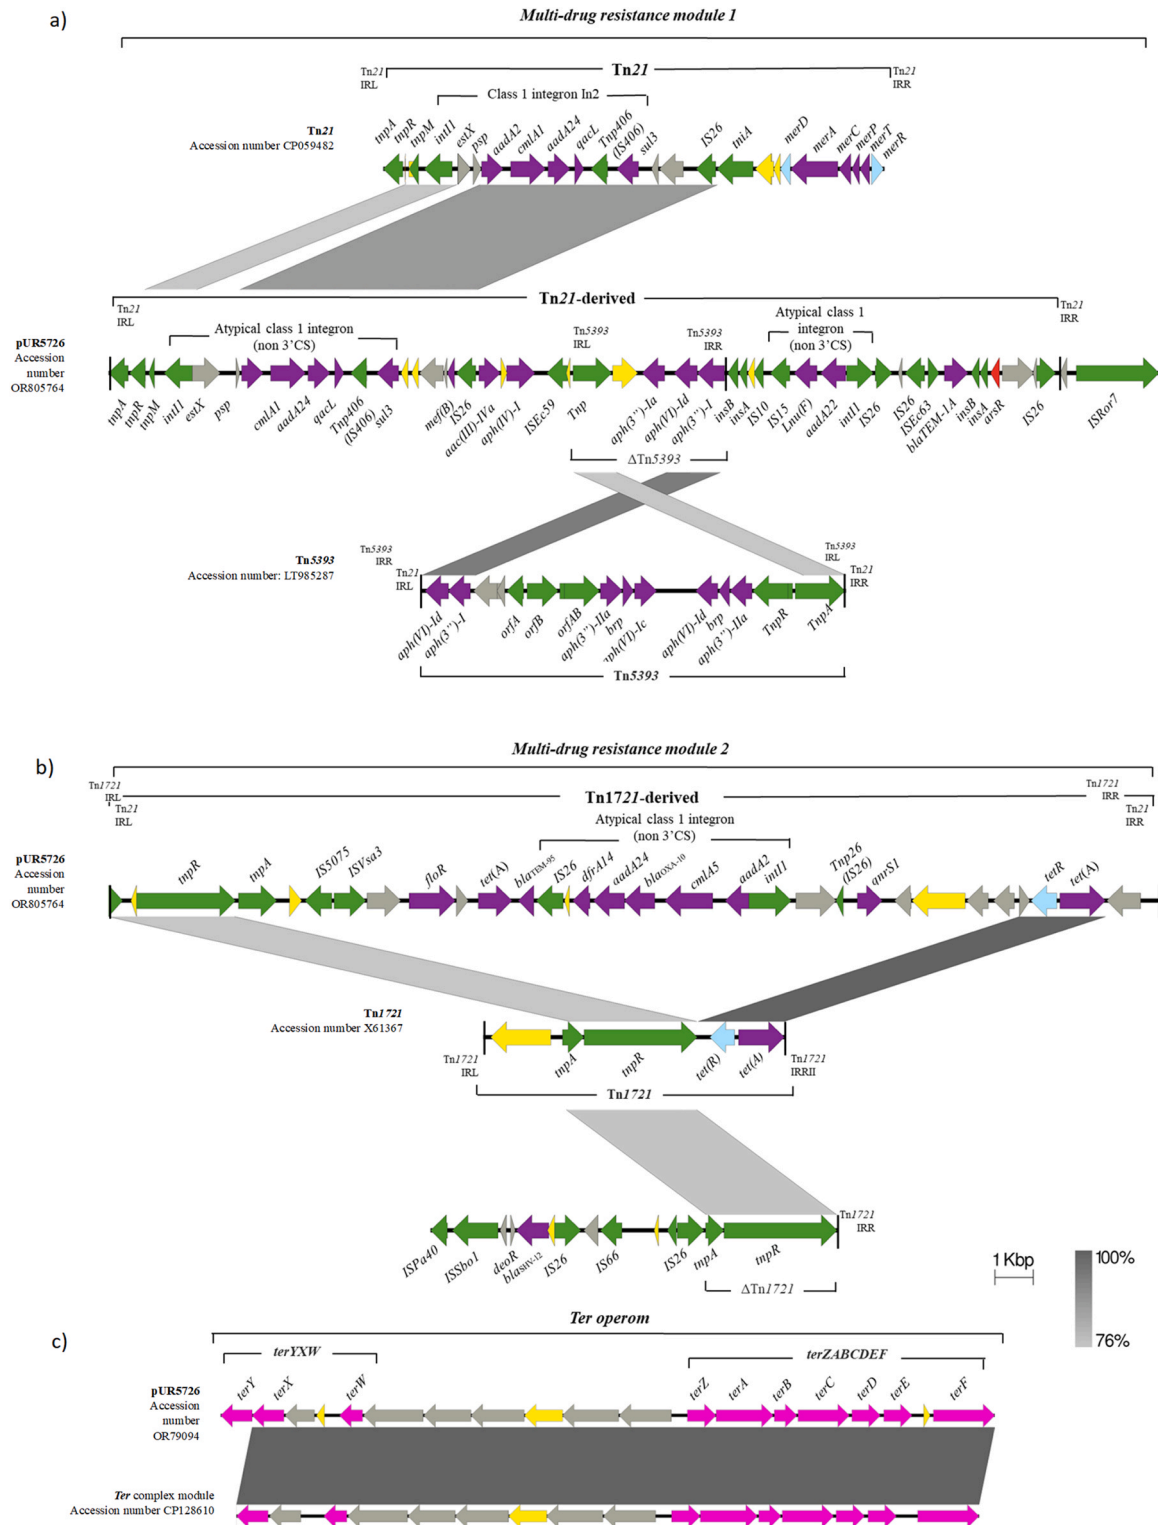 a)
Multi-drug resistance module 1
Tn21
IRL
Tn21
Tn21
IRR
Class 1 integron In2
Tn21
Accession number CP059482
tnpA
tnpR
tnpM
intI1
estX
psp
aadA2
cmlA1
aadA24
qacL
Tnp406
(IS406)
sul3
IS26
tniA
merD
merA
merC
merP
merT
merR
Tn21
IRL
Tn21-derived
Tn21
IRR
Atypical class 1 integron
(non 3'CS)
Tn5393
IRL
Tn5393
IRR
Atypical class 1
integron
(non 3'CS)
pUR5726
Accession
number
OR805764
tnpA
tnpR
tnpM
intI1
estX
psp
cmlA1
aadA24
qacL
Tnp406
(IS406)
sul3
mef(B)
IS26
aac(III)-IVa
aph(IV)-I
ISEc59
Tnp
aph(3'')-Ia
aph(VI)-Id
aph(3'')-I
insB
insA
IS10
IS15
Lnu(F)
aadA22
intI1
IS26
IS26
ISEc63
blaTEM-1A
insB
insA
arsR
IS26
ISRor7
ΔTn5393
Tn5393
Accession number: LT985287
Tn5393
IRR
Tn21
IRL
Tn5393
IRL
Tn21
IRR
aph(VI)-Id
aph(3'')-I
orfA
orfB
orfAB
aph(3'')-IIa
brp
aph(VI)-Ic
aph(VI)-Id
brp
aph(3'')-IIa
TnpR
TnpA
Tn5393
b)
Multi-drug resistance module 2
Tn1721
IRL
Tn21
IRL
Tn1721-derived
Tn1721
IRR
Tn21
IRR
Atypical class 1 integron
(non 3'CS)
pUR5726
Accession
number
OR805764
tnpR
tnpA
IS5075
ISVsa3
floR
tet(A)
blaTEM-95
IS26
dfrA14
aadA24
blaOXA-10
cmlA5
aadA2
intI1
Tnp26
(IS26)
qnrS1
tetR
tet(A)
Tn1721
Accession number X61367
Tn1721
IRL
tnpA
tnpR
tet(R)
tet(A)
Tn1721
IRRII
Tn1721
Tn1721
IRR
ISPa40
ISSbo1
deoR
blaSHV-12
IS26
IS66
IS26
tnpA
tnpR
ΔTn1721
1 Kbp
100%
76%
c)
Ter operom
terYXW
terZABCDEF
pUR5726
Accession
number
OR79094
terY
terX
terW
terZ
terA
terB
terC
terD
terE
terF
Ter complex module
Accession number CP128610